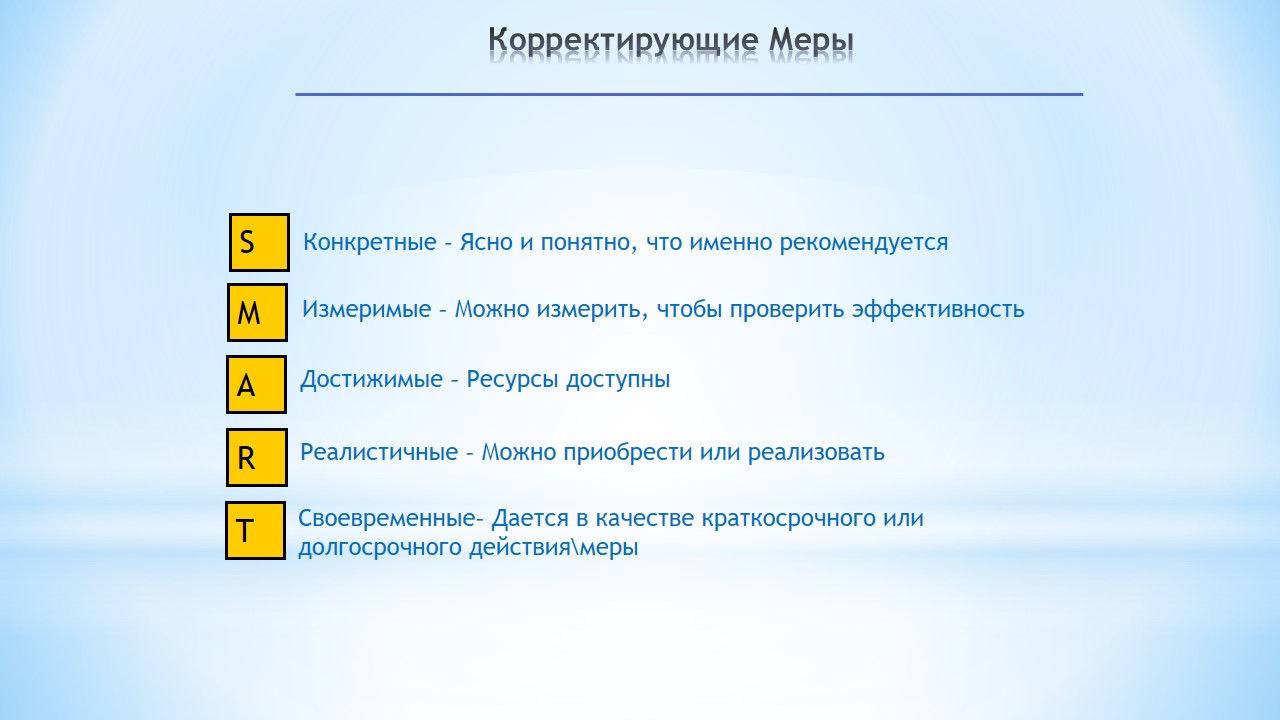 Корректирующие Меры
S Конкретные – Ясно и понятно, что именно рекомендуется
M Измеримые – Можно измерить, чтобы проверить эффективность
A Достижимые – Ресурсы доступны
R Реалистичные – Можно приобрести или реализовать
T Своевременные– Дается в качестве краткосрочного или
долгосрочного действия\меры